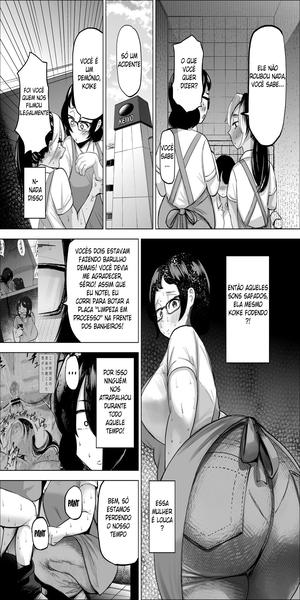 ELE NÃO
ROUBOU NADA,
VOCÊ SABE...
O QUE
VOCÊ QUER
DIZER?
VOCÊ
SABE
...
SÓ UM
ACIDENTE
VOCÊ É
UM
DEMÔNIO,
KOIKE
FOI VOCÊ
QUEM NOS
FILMOU
ILEGALMENTE
N-
NADA
DISSO
ENTÃO AQUELES
SONS SAFADOS,
ELA MESMO
KOIKE FODENDO
?!
VOCÊS DOIS ESTAVAM
FAZENDO BARULHO
DEMAIS! VOCÊ DEVIA
ME AGRADECER,
SÉRIO! ASSIM
QUE EU NOTEI, EU
CORRI PARA BOTAR A
PLACA "LIMPEZA EM
PROCESSO" NA FRENTE
DOS BANHEIROS!
POR ISSO
NINGUÉM
NOS
ATRAPALHOU
DURANTE
TODO
AQUELE
TEMPO!
...
ESSA
MULHER
É LOUCA
?
BEM, SÓ
ESTAMOS
PERDENDO
O NOSSO
TEMPO
PANT
PANT